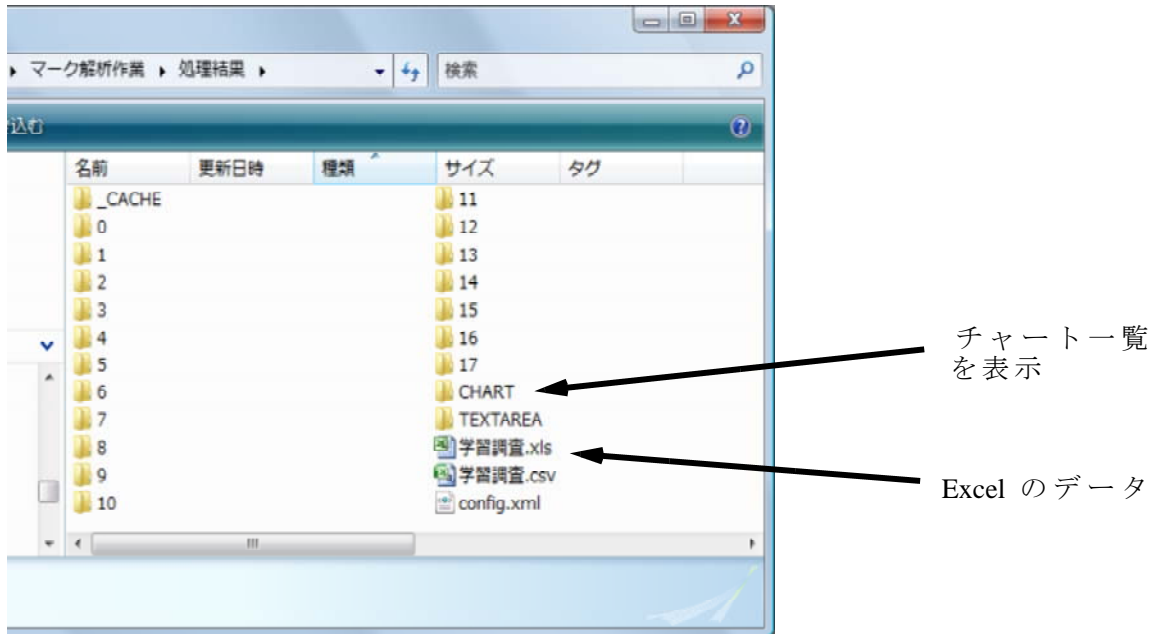 マーク解析作業 処理結果 検索
込む
名前 更新日時 種類 サイズ タグ
_CACHE
0
1
2
3
4
5
6
7
8
9
10
11
12
13
14
15
16
17
CHART
TEXTAREA
学習調査.xls
学習調査.csv
config.xml
チャート一覧
を表示
Excel のデータ